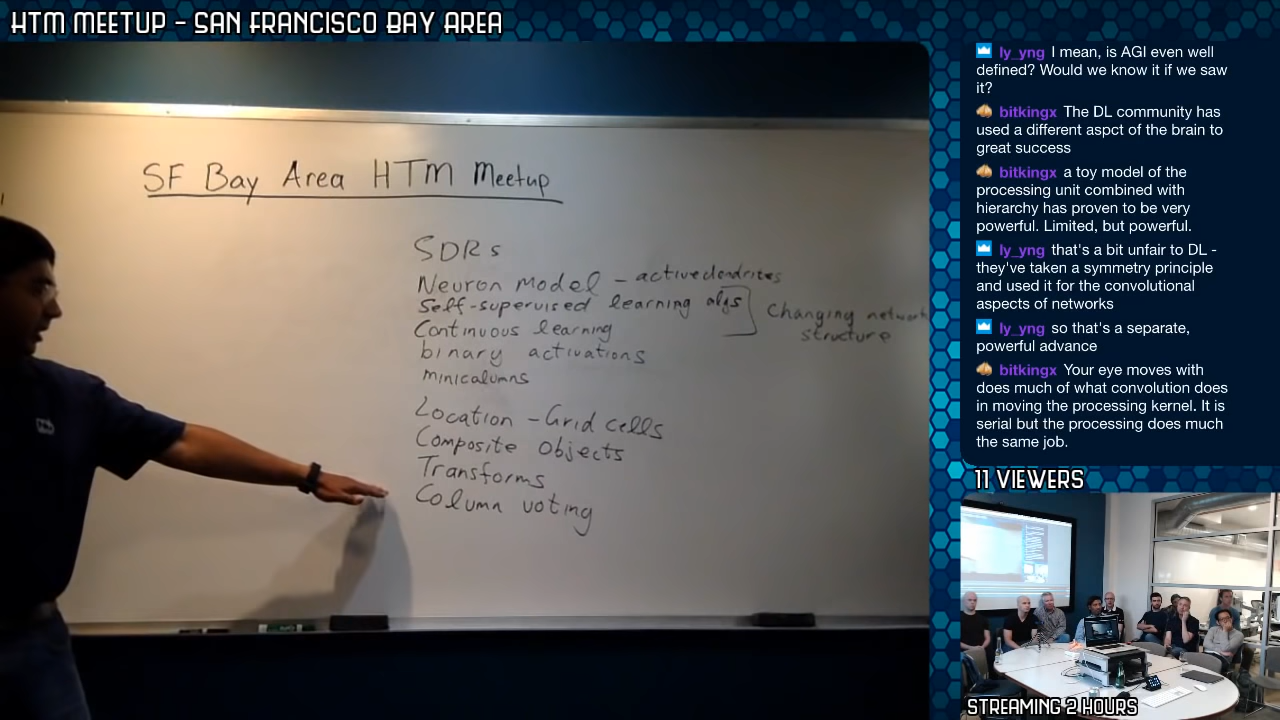 HTM MEETUP - SAN FRANCISCO BAY AREA
SF Bay Area HTM Meetup
SDRs
Neuron model - active dendrites
Self-supervised learning algs
Changing network
structure
Continuous learning
binary activations
minicalumns
Location - Grid cells
Composite Objects
Transforms
Column voting
ly_yng I mean, is AGI even well
defined? Would we know it if we saw
it?
bitkingx The DL community has
used a different aspct of the brain to
great success
bitkingx a toy model of the
processing unit combined with
hierarchy has proven to be very
powerful. Limited, but powerful.
ly_yng that's a bit unfair to DL -
they've taken a symmetry principle
and used it for the convolutional
aspects of networks
ly_yng so that's a separate,
powerful advance
bitkingx Your eye moves with
does much of what convolution does
in moving the processing kernel. It is
serial but the processing does much
the same job.
11 VIEWERS
STREAMING 2 HOURS